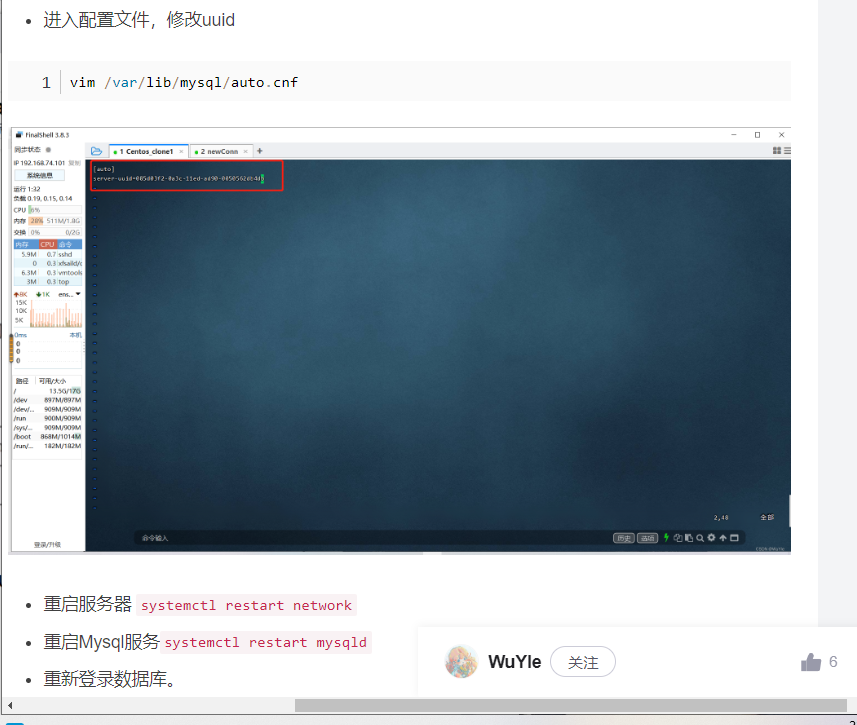 进入配置文件，修改uuid
1 vim /var/lib/mysql/auto.cnf
FinalShell 3.8.3
同步状态
1 Centos_clone1 × 2 newConn × +
IP 192.168.74.101 复制
系统信息
[auto]
运行 1:32
负载 0.19, 0.15, 0.14
CPU 6%
内存 28% 511M/1.8G
交换 0% 0/2G
内存 CPU 命令
5.9M 0.7 sshd
0 0.3 xfsaild/
6.3M 0.3 vmtools
3M 0.3 top
8K 1K ens...
15K
10K
5K
0ms 本机
0
0
0
路径 可用/大小
/ 13.5G/17G
/dev 897M/897M
/dev/... 909M/909M
/run 900M/909M
/sys/... 909M/909M
/boot 868M/1014M
/run/... 182M/182M
2,48 全部
登录/升级
命令输入
历史 选项
重启服务器 systemctl restart network
重启Mysql服务 systemctl restart mysqld
重新登录数据库。
WuYIe 关注 6